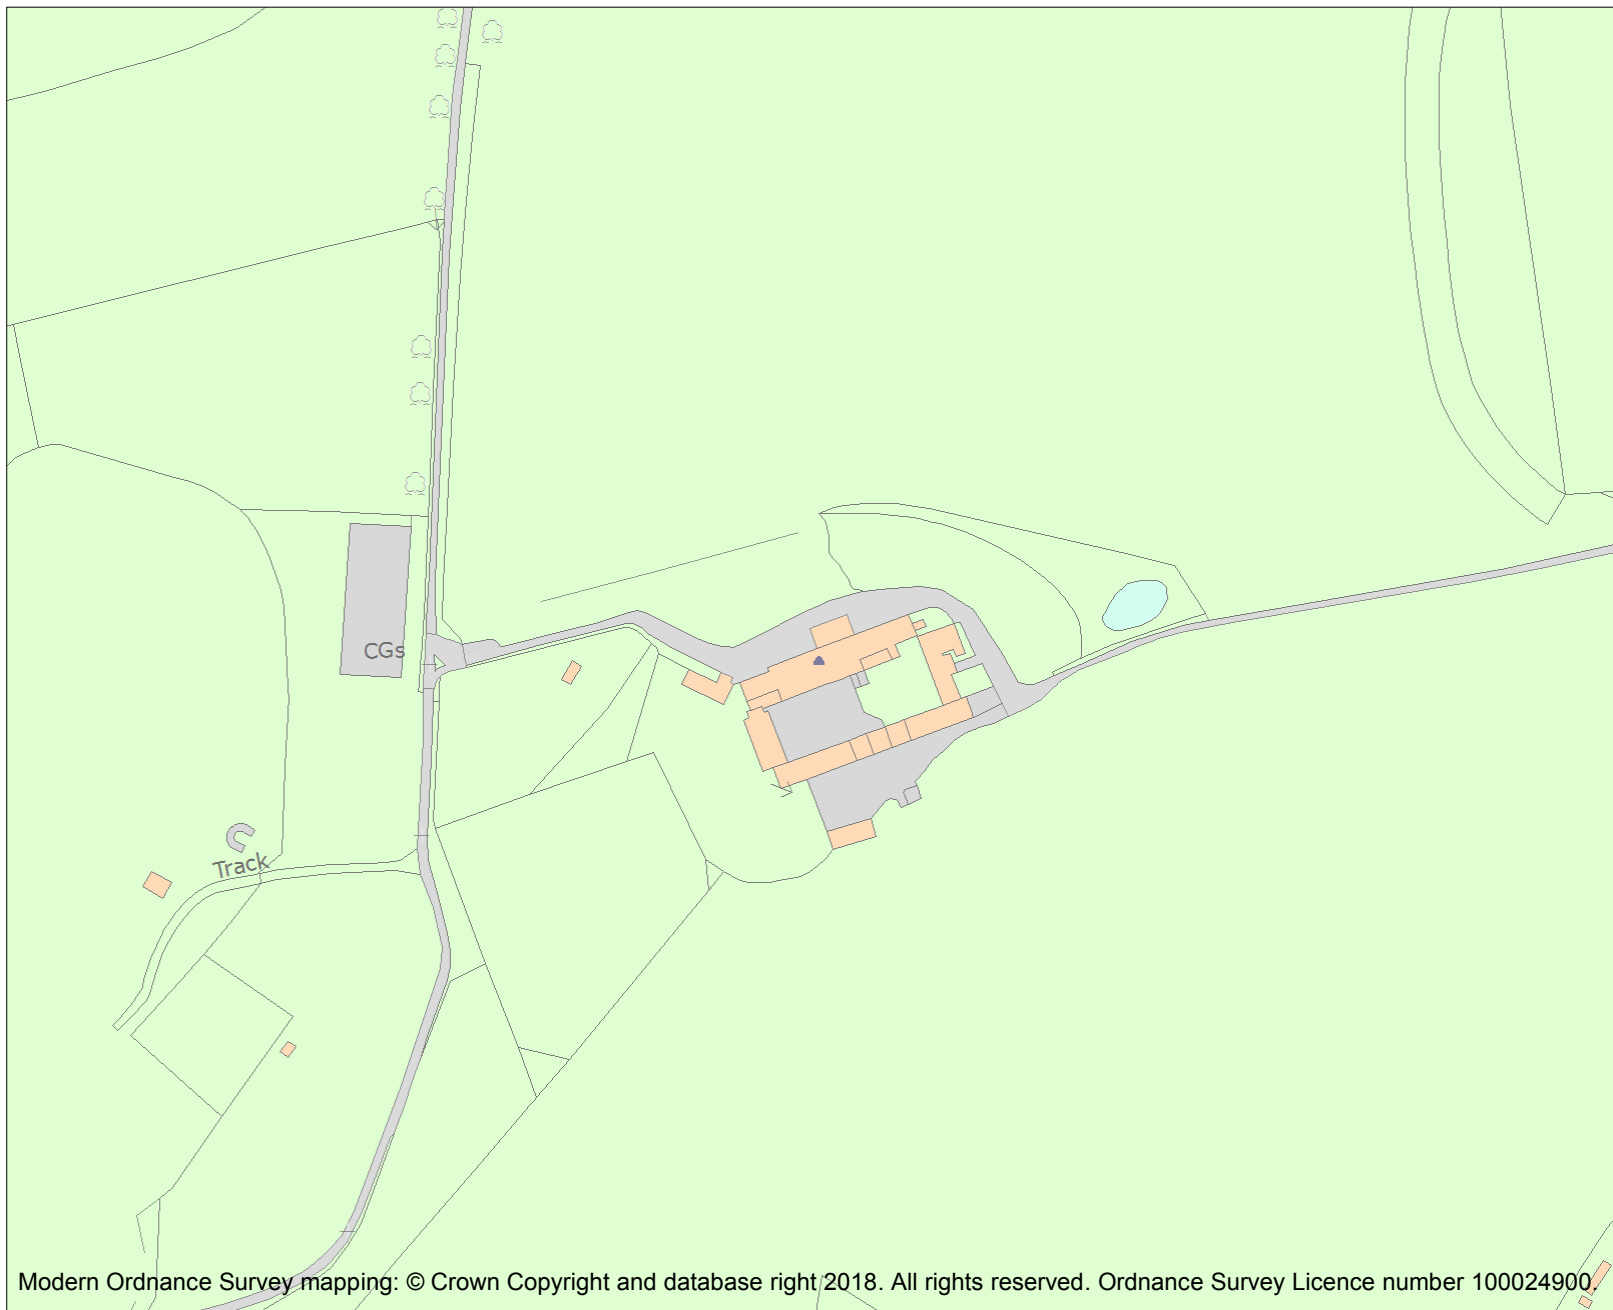 CGs
Track
Modern Ordnance Survey mapping: © Crown Copyright and database right 2018. All rights reserved. Ordnance Survey Licence number 100024900.